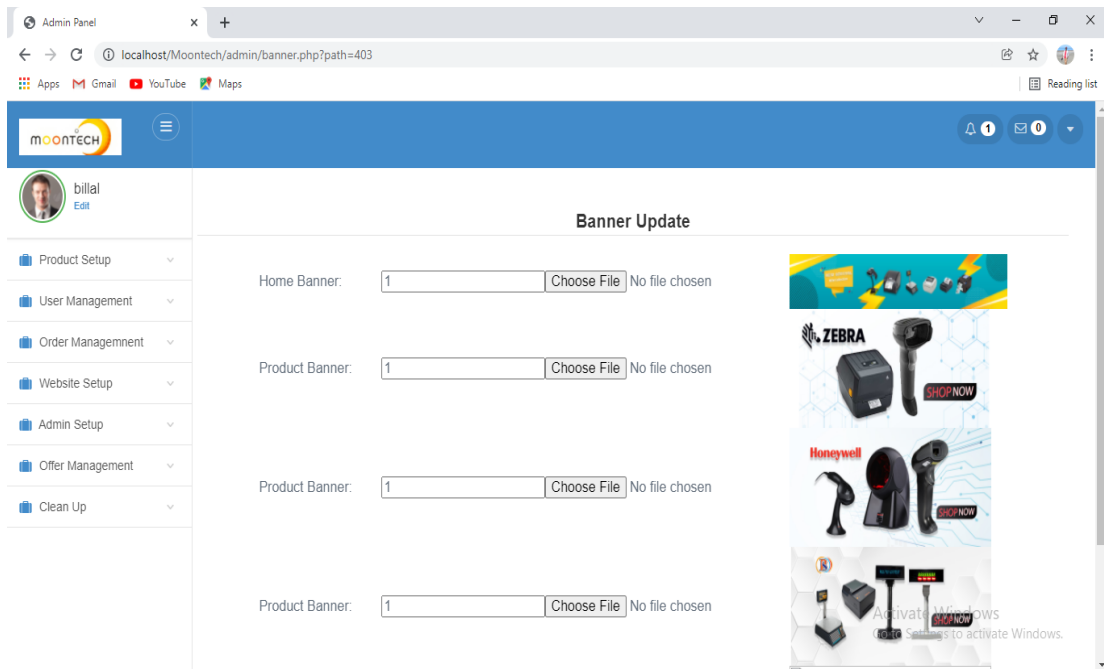 Admin Panel
localhost/Moontech/admin/banner.php?path=403
Apps Gmail YouTube Maps Reading list
MOONTECH
1 0
billal
Edit
Banner Update
Product Setup
User Management
Order Managemnent
Website Setup
Admin Setup
Offer Management
Clean Up
Home Banner: 1 Choose File No file chosen
ZEBRA
SHOP NOW
Product Banner: 1 Choose File No file chosen
Honeywell
SHOP NOW
Product Banner: 1 Choose File No file chosen
SHOP NOW
Product Banner: 1 Choose File No file chosen
Activate Windows
Go to Settings to activate Windows.